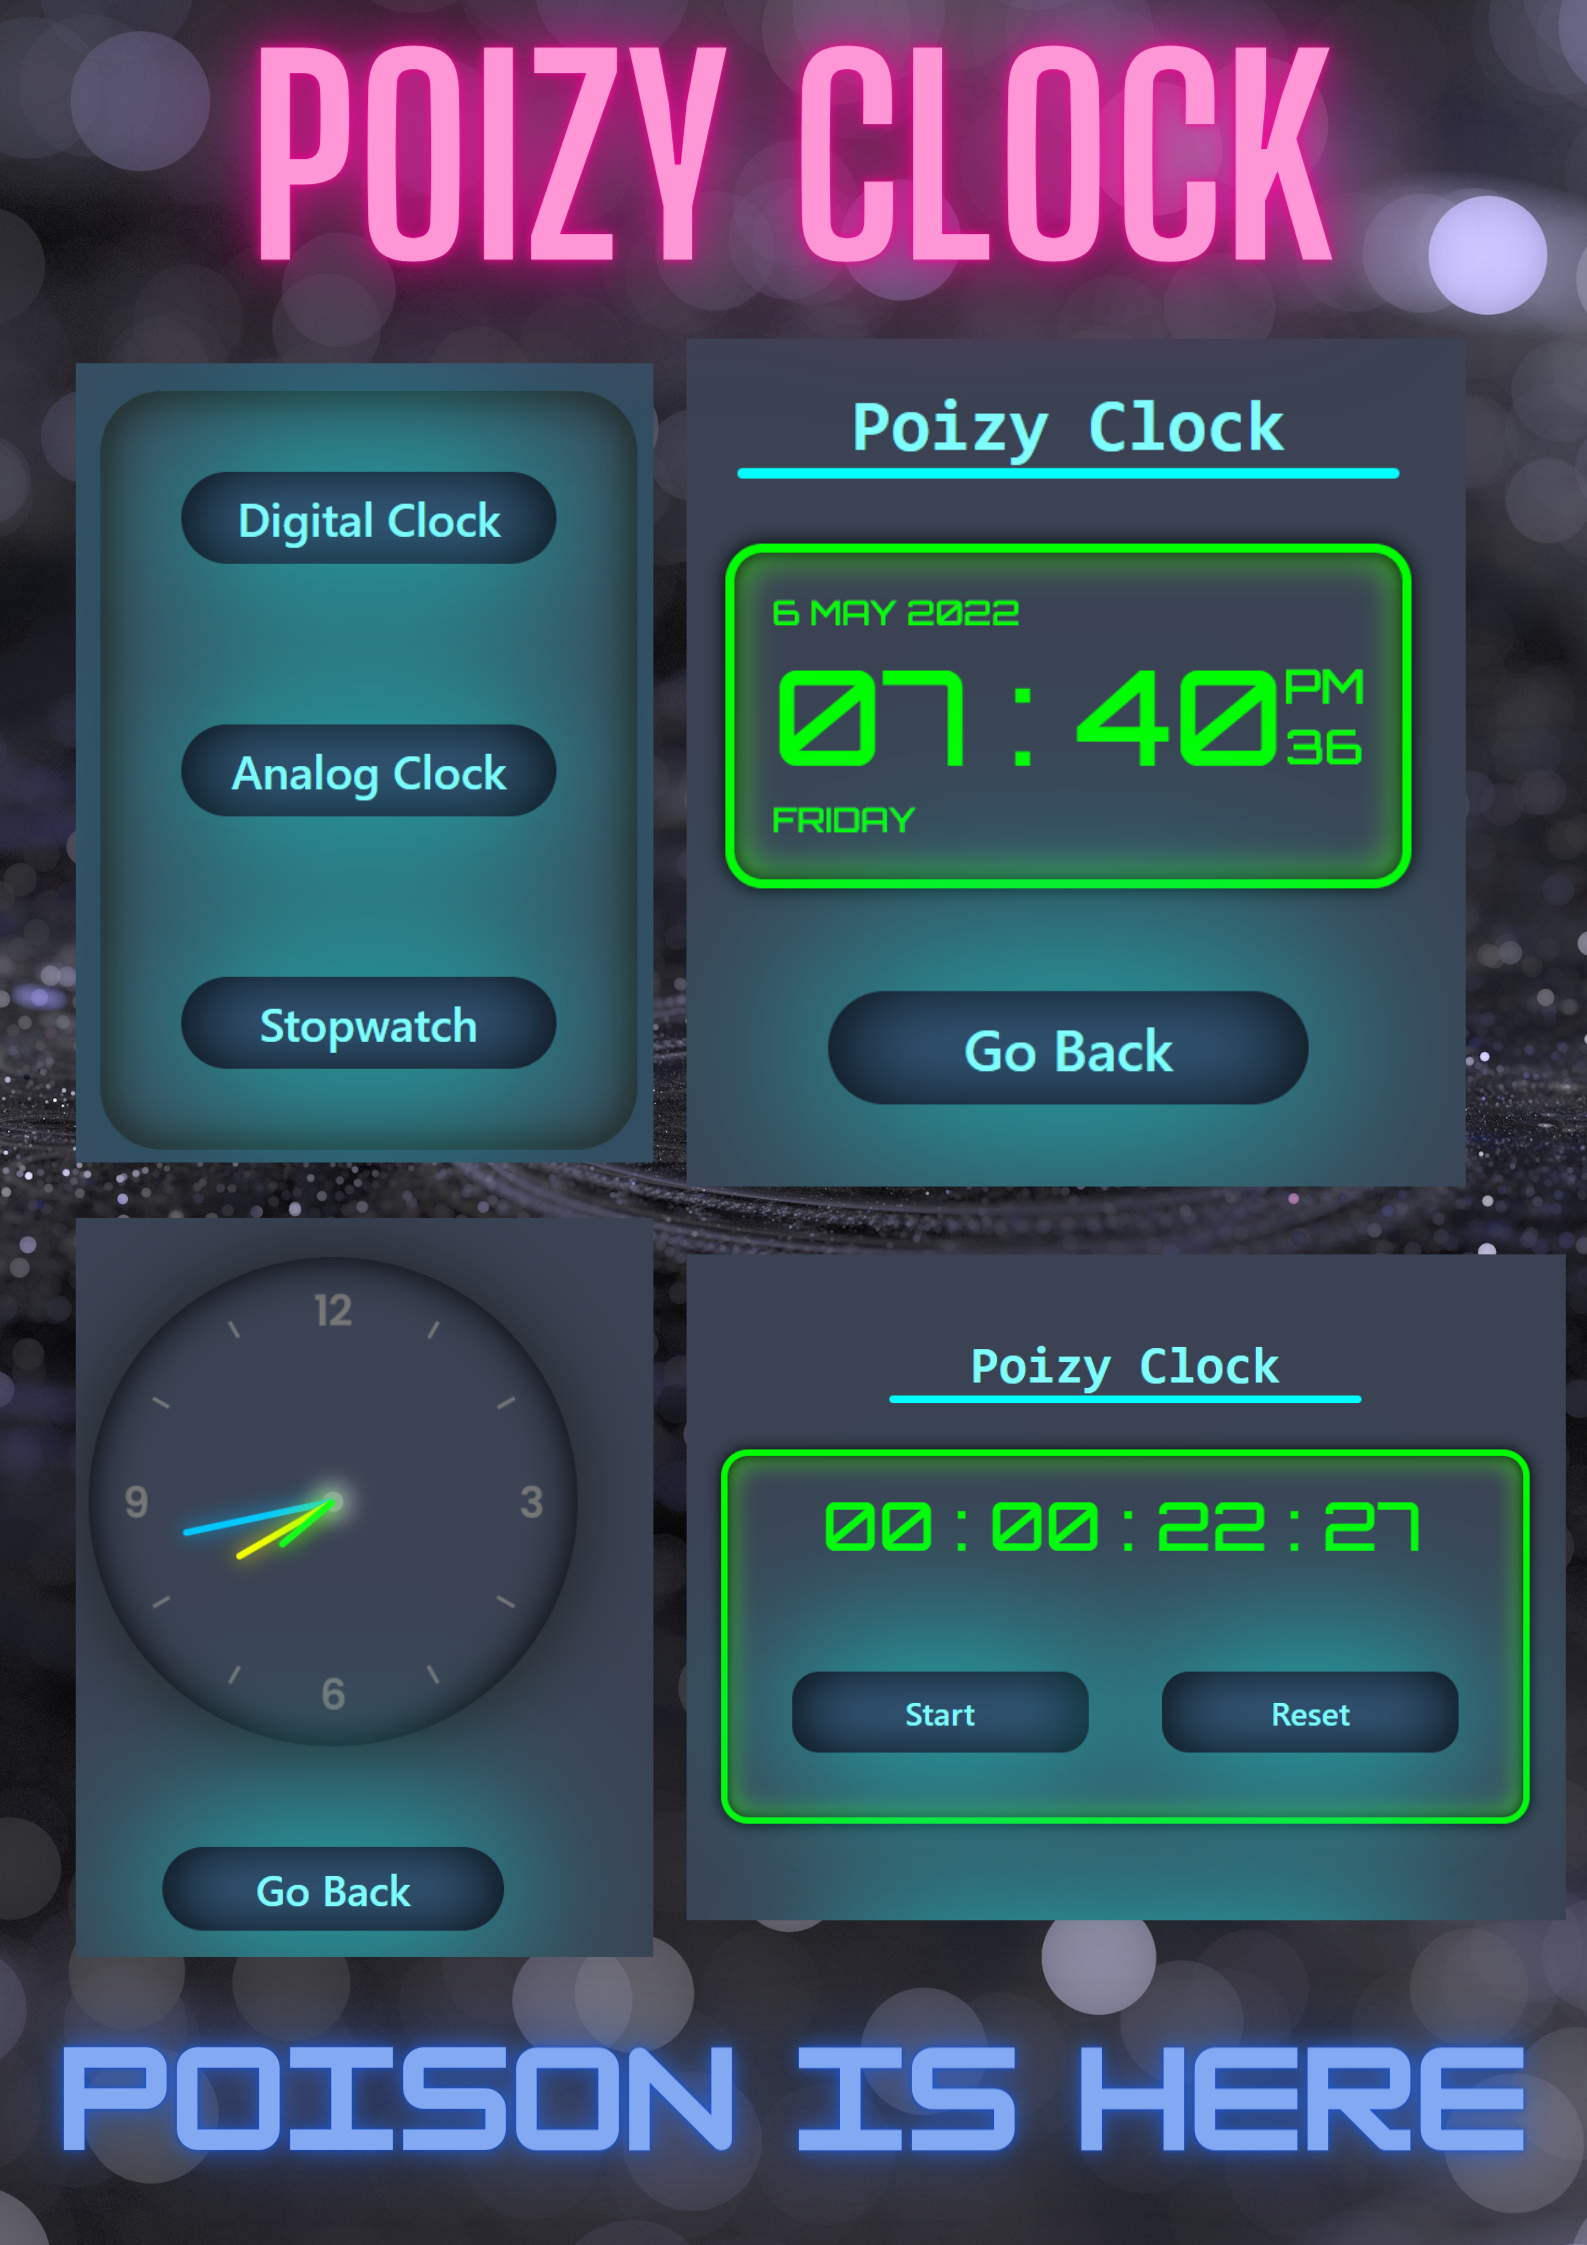 POIZY CLOCK
Digital Clock
Analog Clock
Stopwatch
Poizy Clock
6 MAY 2022
07:40 PM
36
FRIDAY
Go Back
12
9
3
6
Go Back
Poizy Clock
00:00:22:27
Start
Reset
POISON IS HERE